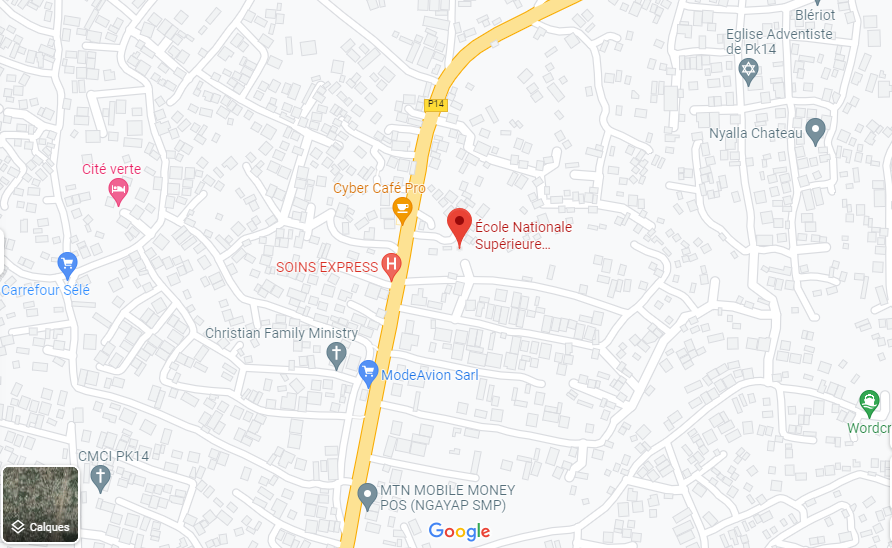 Blériot
Eglise Adventiste
de Pk14
P14
Nyalla Chateau
Cité verte
Cyber Café Pro
École Nationale
Supérieure...
SOINS EXPRESS
Carrefour Sélé
Christian Family Ministry
ModeAvion Sarl
Wordcr
CMCI PK14
MTN MOBILE MONEY
POS (NGAYAP SMP)
Calques
Google